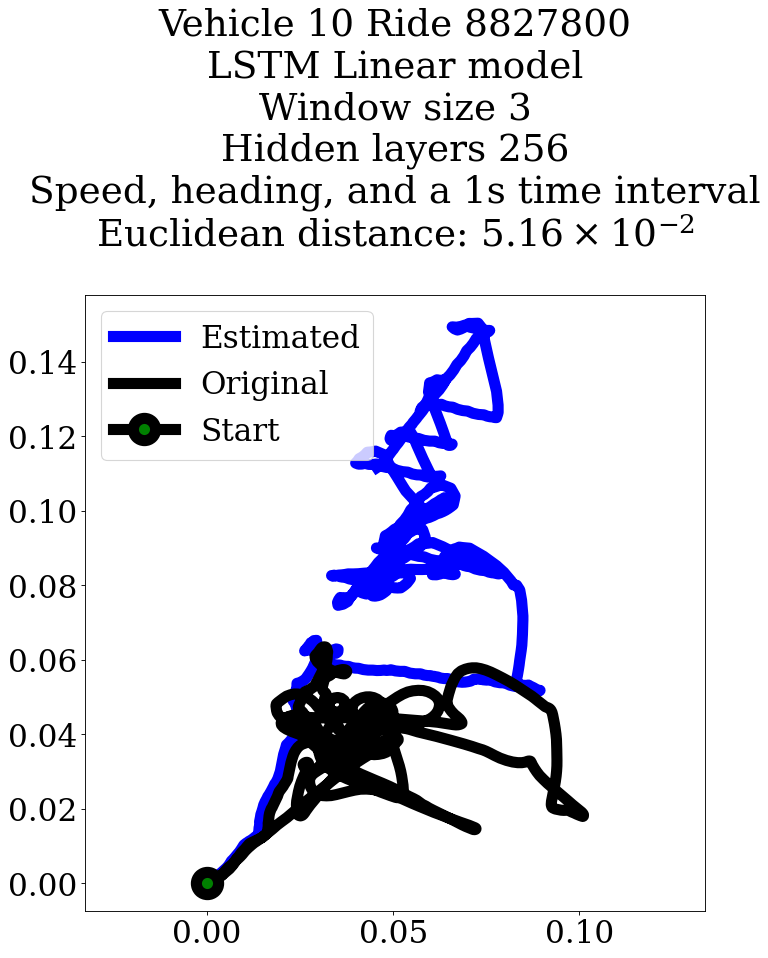 Vehicle 10 Ride 8827800
LSTM Linear model
Window size 3
Hidden layers 256
Speed, heading, and a 1s time interval
Euclidean distance: 5.16 × 10⁻²
Estimated
Original
Start
0.14
0.12
0.10
0.08
0.06
0.04
0.02
0.00
0.00 0.05 0.10